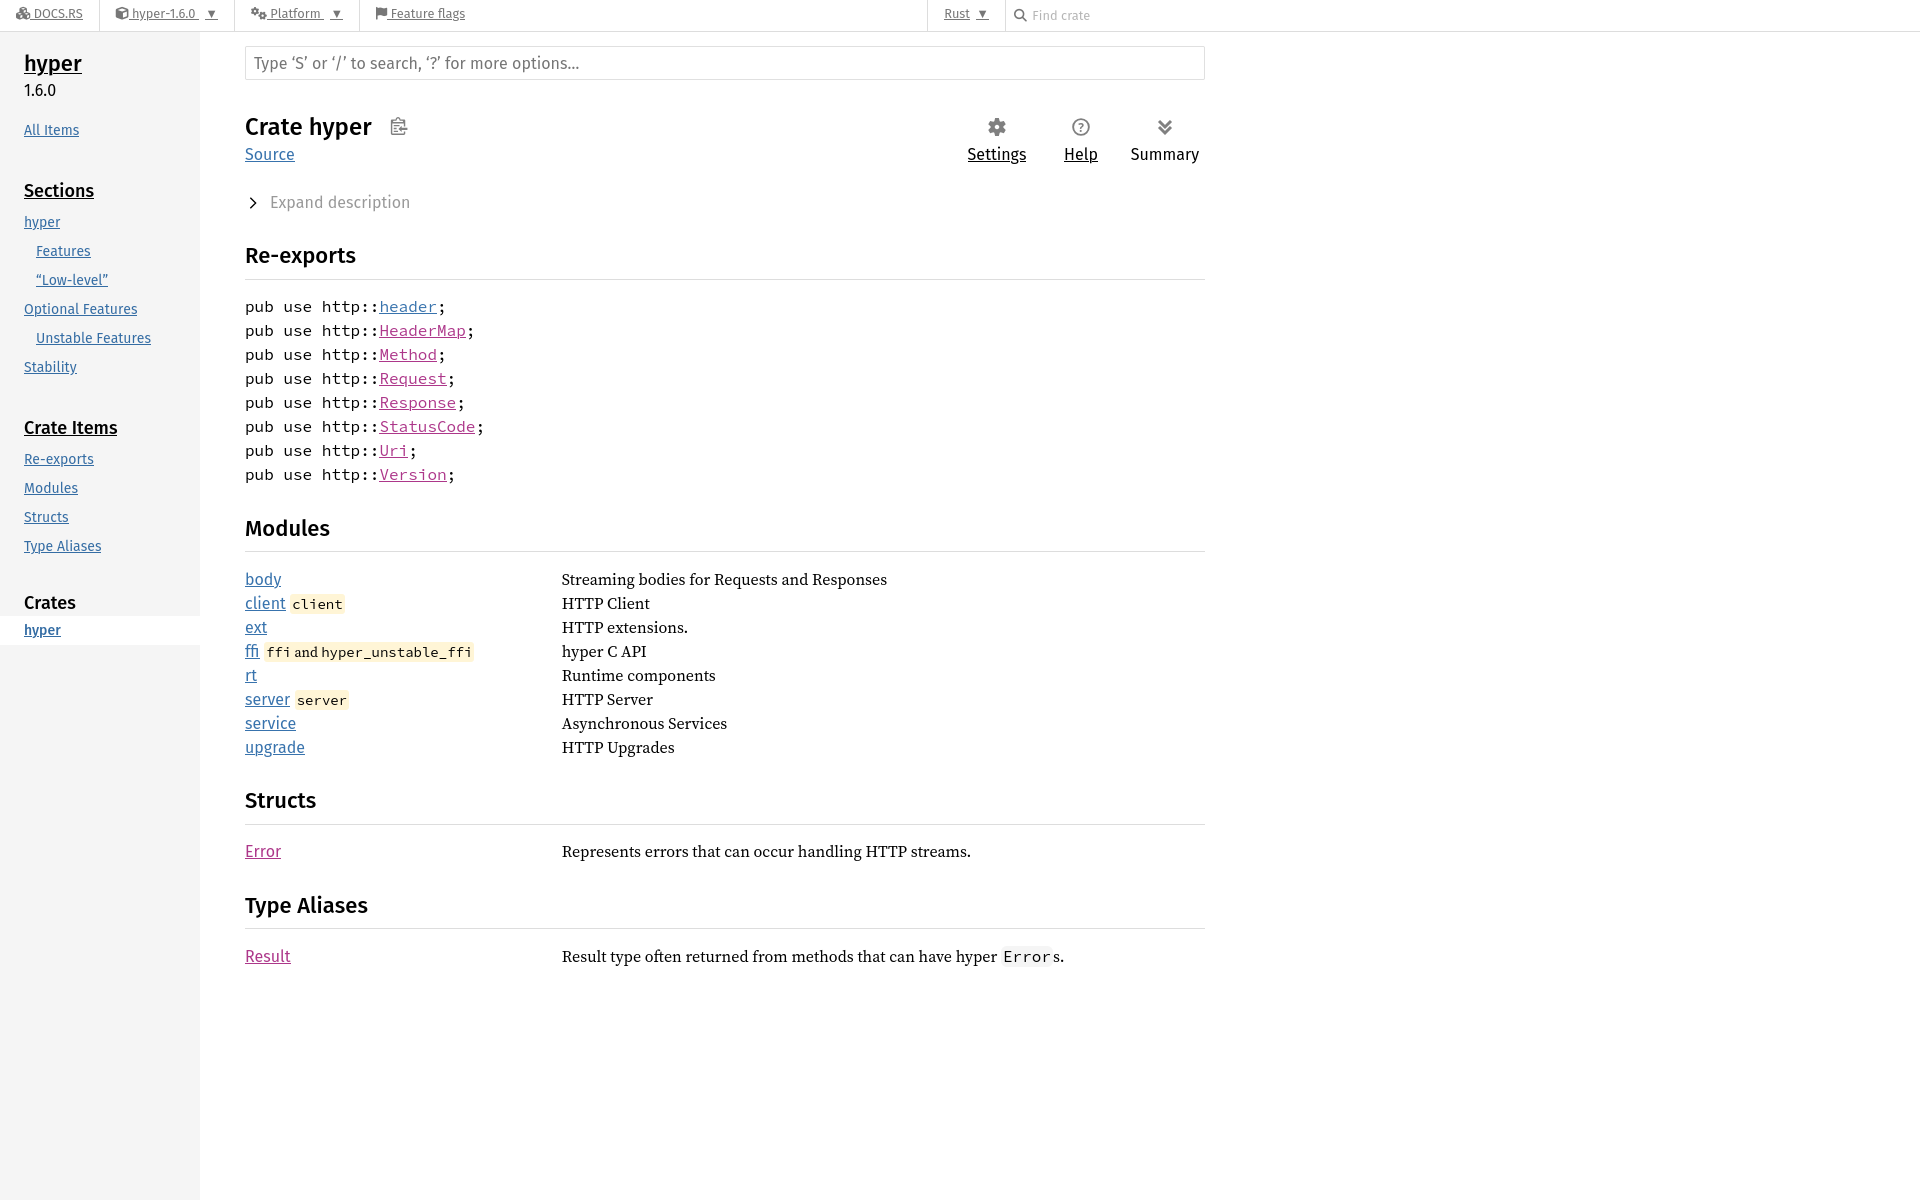 DOCS.RS hyper-1.6.0 ▼ Platform ▼ Feature flags Rust ▼ Find crate
hyper
1.6.0
All Items
Sections
hyper
Features
“Low-level”
Optional Features
Unstable Features
Stability
Crate Items
Re-exports
Modules
Structs
Type Aliases
Crates
hyper
Type ‘S’ or ‘/’ to search, ‘?’ for more options…
Crate hyper
Source
Settings Help Summary
Expand description
Re-exports
pub use http::header;
pub use http::HeaderMap;
pub use http::Method;
pub use http::Request;
pub use http::Response;
pub use http::StatusCode;
pub use http::Uri;
pub use http::Version;
Modules
body Streaming bodies for Requests and Responses
client client HTTP Client
ext HTTP extensions.
ffi ffi and hyper_unstable_ffi hyper C API
rt Runtime components
server server HTTP Server
service Asynchronous Services
upgrade HTTP Upgrades
Structs
Error Represents errors that can occur handling HTTP streams.
Type Aliases
Result Result type often returned from methods that can have hyper Errors.